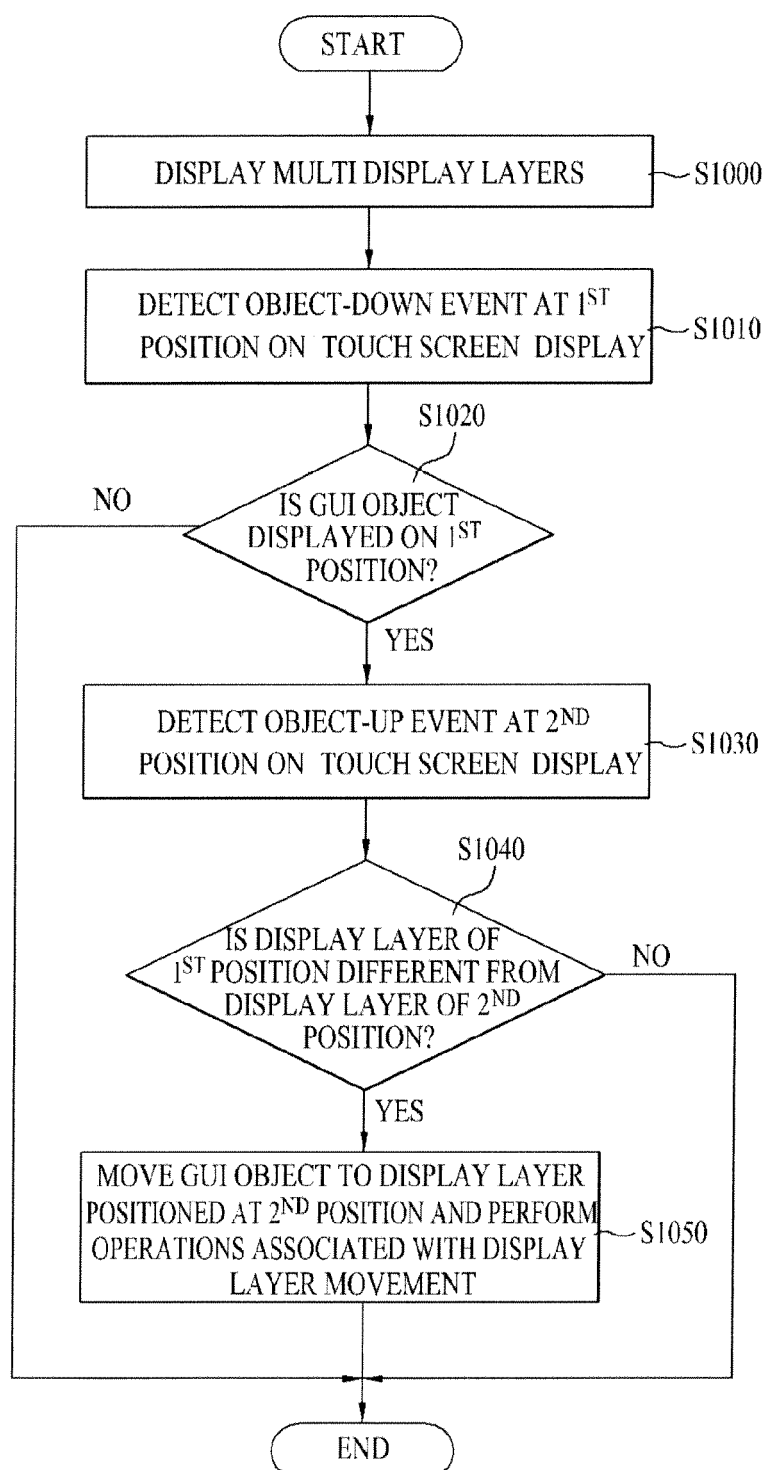 START
DISPLAY MULTI DISPLAY LAYERS
S1000
DETECT OBJECT-DOWN EVENT AT 1ST
POSITION ON TOUCH SCREEN DISPLAY
S1010
S1020
NO
IS GUI OBJECT
DISPLAYED ON 1ST
POSITION?
YES
DETECT OBJECT-UP EVENT AT 2ND
POSITION ON TOUCH SCREEN DISPLAY
S1030
S1040
IS DISPLAY LAYER OF
1ST POSITION DIFFERENT FROM
DISPLAY LAYER OF 2ND
POSITION?
NO
YES
MOVE GUI OBJECT TO DISPLAY LAYER
POSITIONED AT 2ND POSITION AND PERFORM
OPERATIONS ASSOCIATED WITH DISPLAY
LAYER MOVEMENT
S1050
END